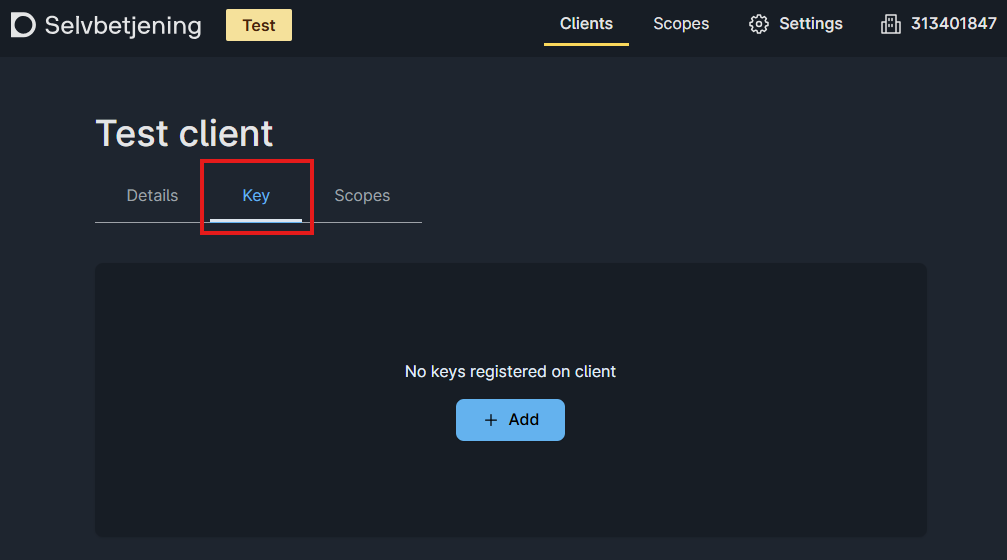 Selvbetjening Test Clients Scopes Settings 313401847
Test client
Details Key Scopes
No keys registered on client
+ Add